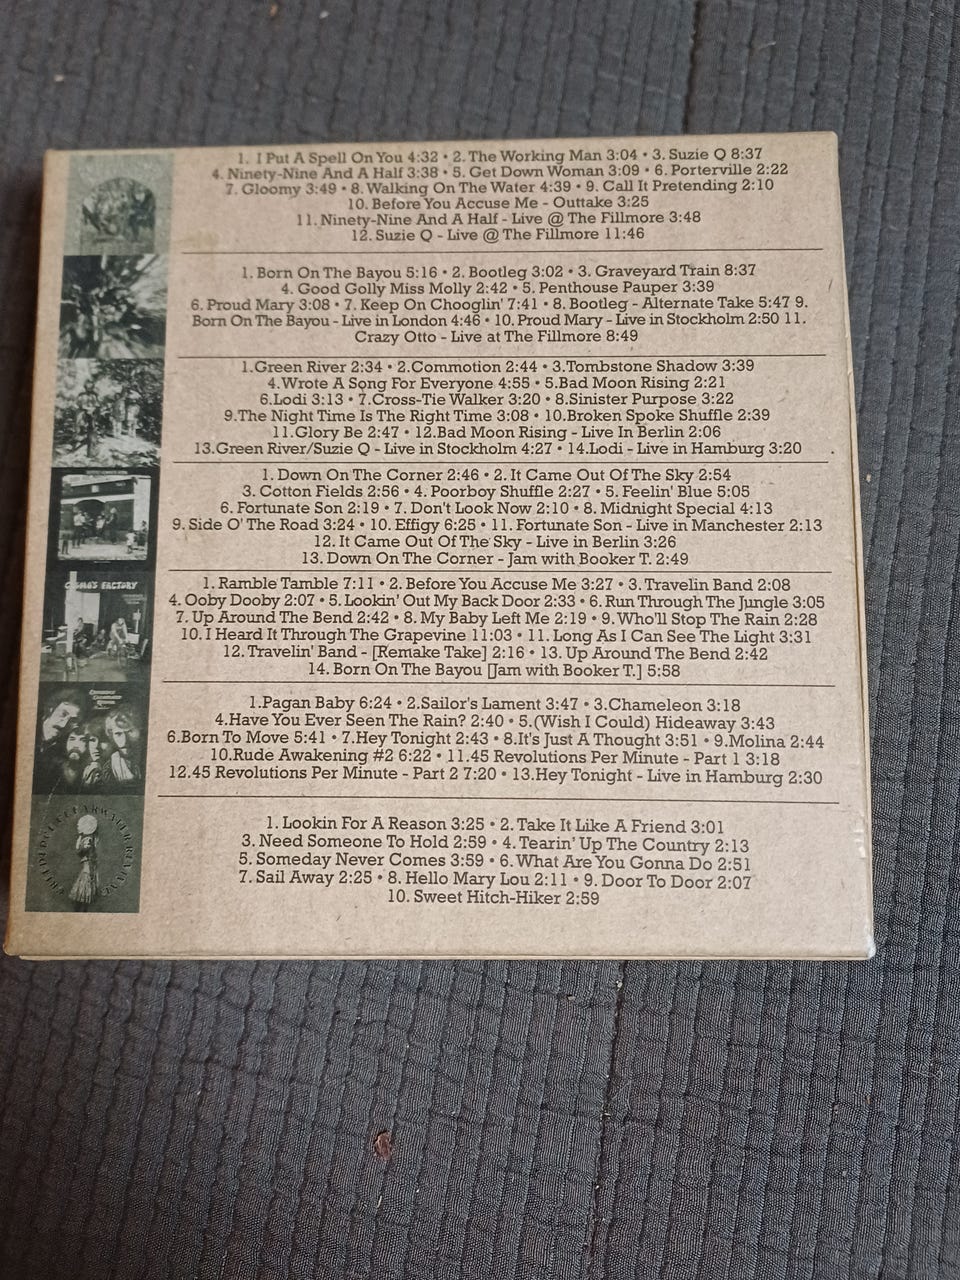 1. I Put A Spell On You 4:32 • 2. The Working Man 3:04 • 3. Suzie Q 8:37
4. Ninety-Nine And A Half 3:38 • 5. Get Down Woman 3:09 • 6. Porterville 2:22
7. Gloomy 3:49 • 8. Walking On The Water 4:39 • 9. Call It Pretending 2:10
10. Before You Accuse Me - Outtake 3:25
11. Ninety-Nine And A Half - Live @ The Fillmore 3:48
12. Suzie Q - Live @ The Fillmore 11:46
1. Born On The Bayou 5:16 • 2. Bootleg 3:02 • 3. Graveyard Train 8:37
4. Good Golly Miss Molly 2:42 • 5. Penthouse Pauper 3:39
6. Proud Mary 3:08 • 7. Keep On Chooglin' 7:41 • 8. Bootleg - Alternate Take 5:47 9.
Born On The Bayou - Live in London 4:46 • 10. Proud Mary - Live in Stockholm 2:50 11.
Crazy Otto - Live at The Fillmore 8:49
1.Green River 2:34 • 2.Commotion 2:44 • 3.Tombstone Shadow 3:39
4.Wrote A Song For Everyone 4:55 • 5.Bad Moon Rising 2:21
6.Lodi 3:13 • 7.Cross-Tie Walker 3:20 • 8.Sinister Purpose 3:22
9.The Night Time Is The Right Time 3:08 • 10.Broken Spoke Shuffle 2:39
11.Glory Be 2:47 • 12.Bad Moon Rising - Live In Berlin 2:06
13.Green River/Suzie Q - Live in Stockholm 4:27 • 14.Lodi - Live in Hamburg 3:20
1. Down On The Corner 2:46 • 2. It Came Out Of The Sky 2:54
3. Cotton Fields 2:56 • 4. Poorboy Shuffle 2:27 • 5. Feelin' Blue 5:05
6. Fortunate Son 2:19 • 7. Don't Look Now 2:10 • 8. Midnight Special 4:13
9. Side O' The Road 3:24 • 10. Effigy 6:25 • 11. Fortunate Son - Live in Manchester 2:13
12. It Came Out Of The Sky - Live in Berlin 3:26
13. Down On The Corner - Jam with Booker T. 2:49
COSMO'S FACTORY
1. Ramble Tamble 7:11 • 2. Before You Accuse Me 3:27 • 3. Travelin Band 2:08
4. Ooby Dooby 2:07 • 5. Lookin' Out My Back Door 2:33 • 6. Run Through The Jungle 3:05
7. Up Around The Bend 2:42 • 8. My Baby Left Me 2:19 • 9. Who'll Stop The Rain 2:28
10. I Heard It Through The Grapevine 11:03 • 11. Long As I Can See The Light 3:31
12. Travelin' Band - [Remake Take] 2:16 • 13. Up Around The Bend 2:42
14. Born On The Bayou [Jam with Booker T.] 5:58
1.Pagan Baby 6:24 • 2.Sailor's Lament 3:47 • 3.Chameleon 3:18
4.Have You Ever Seen The Rain? 2:40 • 5.(Wish I Could) Hideaway 3:43
6.Born To Move 5:41 • 7.Hey Tonight 2:43 • 8.It's Just A Thought 3:51 • 9.Molina 2:44
10.Rude Awakening #2 6:22 • 11.45 Revolutions Per Minute - Part 1 3:18
12.45 Revolutions Per Minute - Part 2 7:20 • 13.Hey Tonight - Live in Hamburg 2:30
1. Lookin For A Reason 3:25 • 2. Take It Like A Friend 3:01
3. Need Someone To Hold 2:59 • 4. Tearin' Up The Country 2:13
5. Someday Never Comes 3:59 • 6. What Are You Gonna Do 2:51
7. Sail Away 2:25 • 8. Hello Mary Lou 2:11 • 9. Door To Door 2:07
10. Sweet Hitch-Hiker 2:59